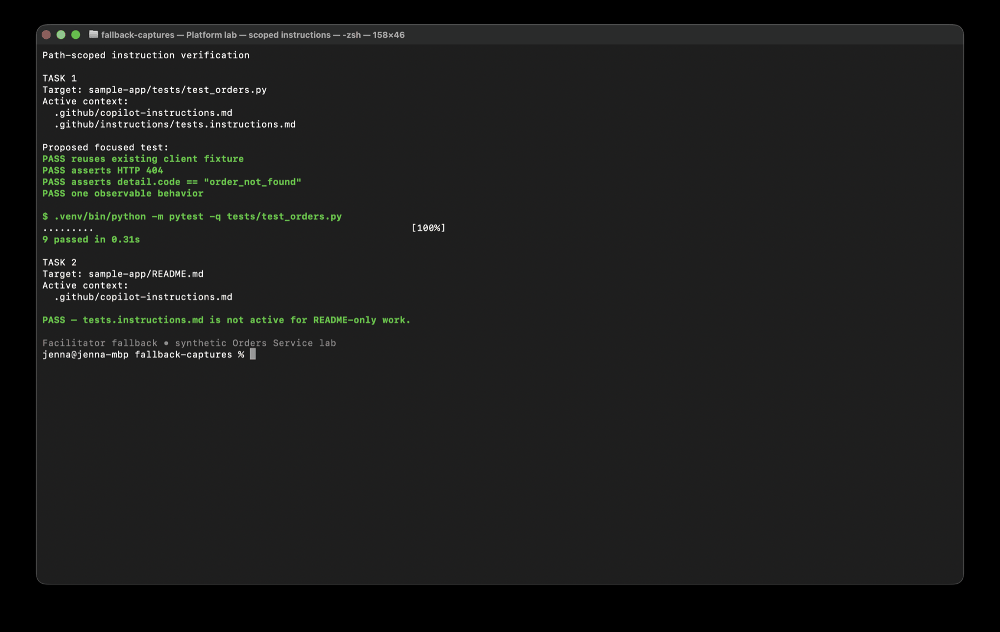 fallback-captures — Platform lab — scoped instructions — -zsh — 158×46
Path-scoped instruction verification
TASK 1
Target: sample-app/tests/test_orders.py
Active context:
.github/copilot-instructions.md
.github/instructions/tests.instructions.md
Proposed focused test:
PASS reuses existing client fixture
PASS asserts HTTP 404
PASS asserts detail.code == "order_not_found"
PASS one observable behavior
$ .venv/bin/python -m pytest -q tests/test_orders.py
......... [100%]
9 passed in 0.31s
TASK 2
Target: sample-app/README.md
Active context:
.github/copilot-instructions.md
PASS — tests.instructions.md is not active for README-only work.
Facilitator fallback • synthetic Orders Service lab
jenna@jenna-mbp fallback-captures %